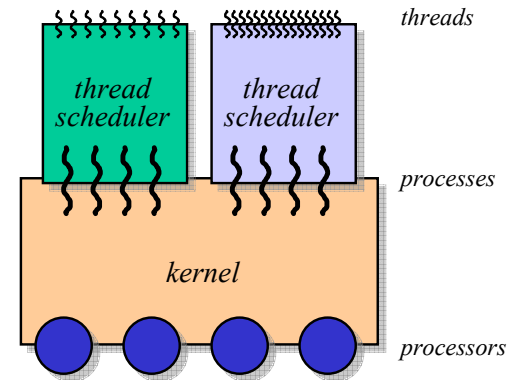 threads
thread
scheduler
thread
scheduler
processes
kernel
processors